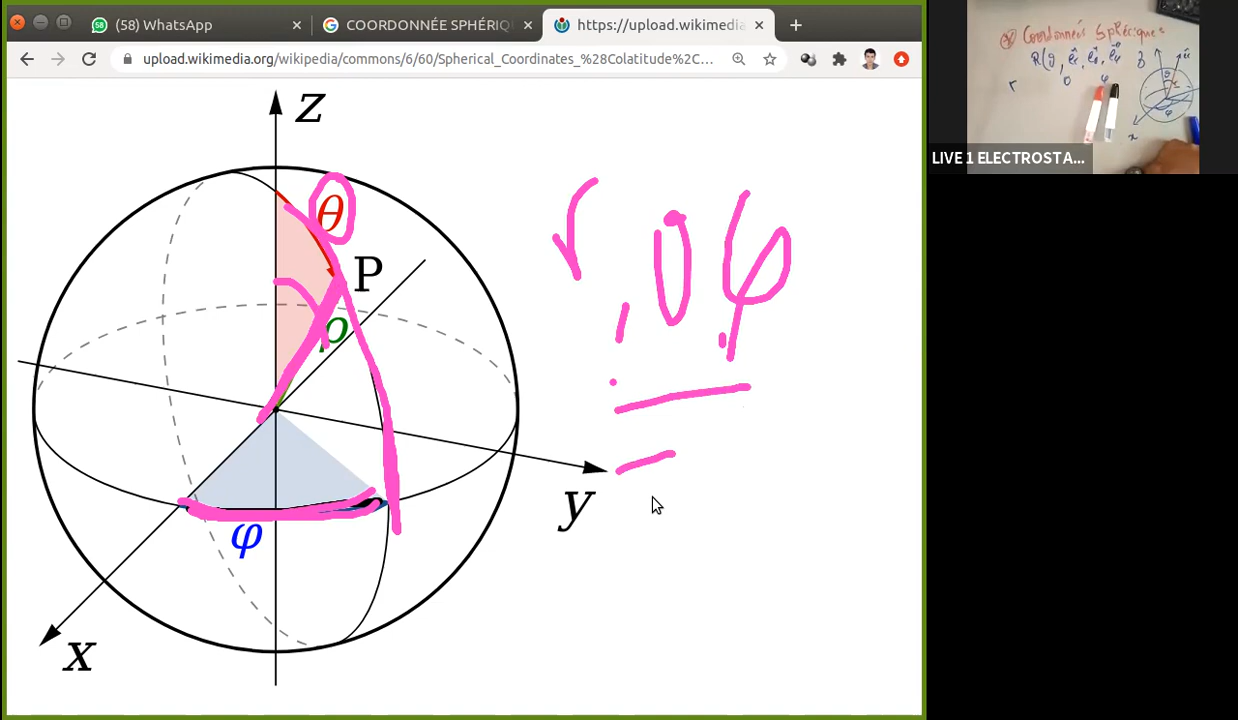 (58) WhatsApp
COORDONNÉE SPHÉRIQ
https://upload.wikimedia
upload.wikimedia.org/wikipedia/commons/6/60/Spherical_Coordinates_%28Colatitude%2C...
z
θ
P
ρ
r, θ, φ
y
φ
x
Coordonnées Sphériques
LIVE 1 ELECTROSTA...